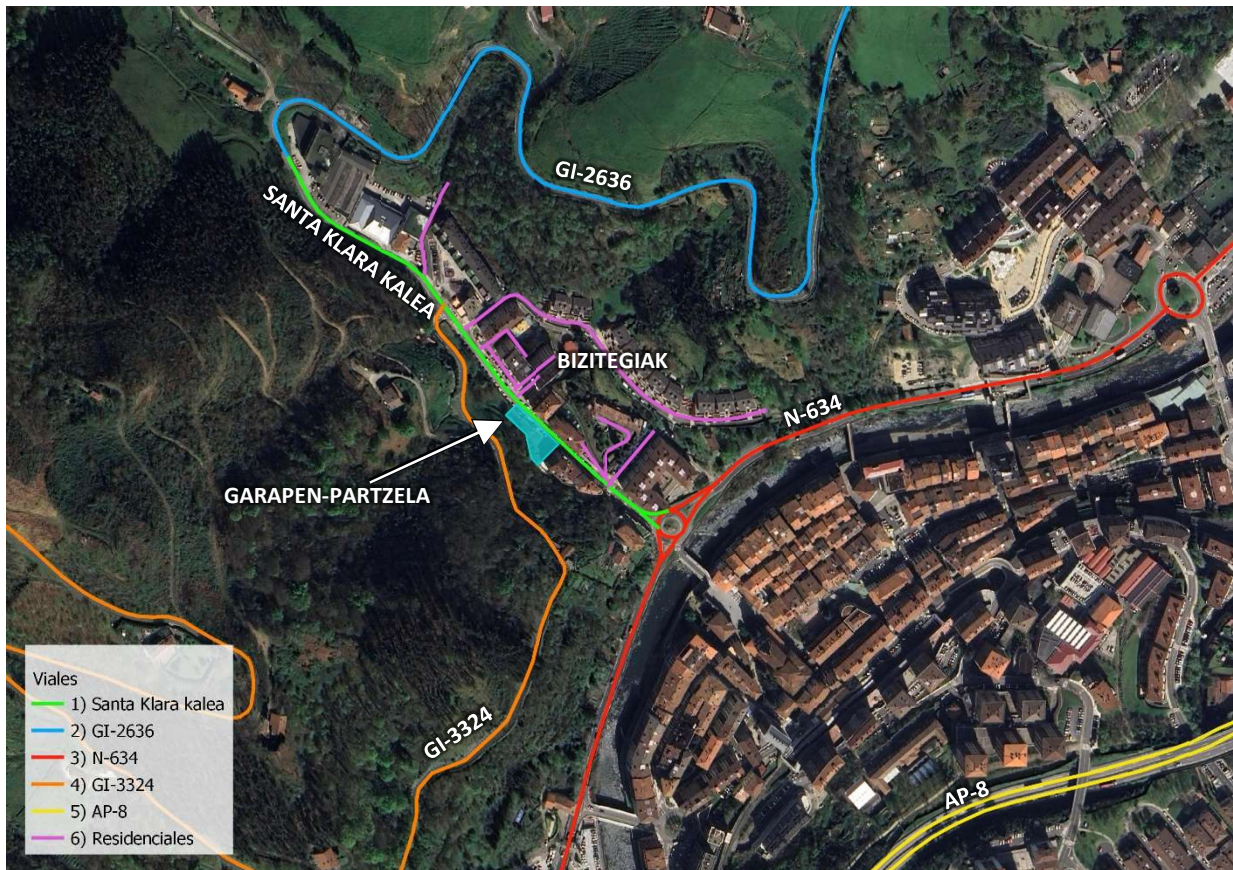 GI-2636
SANTA KLARA KALEA
BIZITEGIAK
N-634
GARAPEN-PARTZELA
GI-3324
AP-8
Viales
1) Santa Klara kalea
2) GI-2636
3) N-634
4) GI-3324
5) AP-8
6) Residenciales